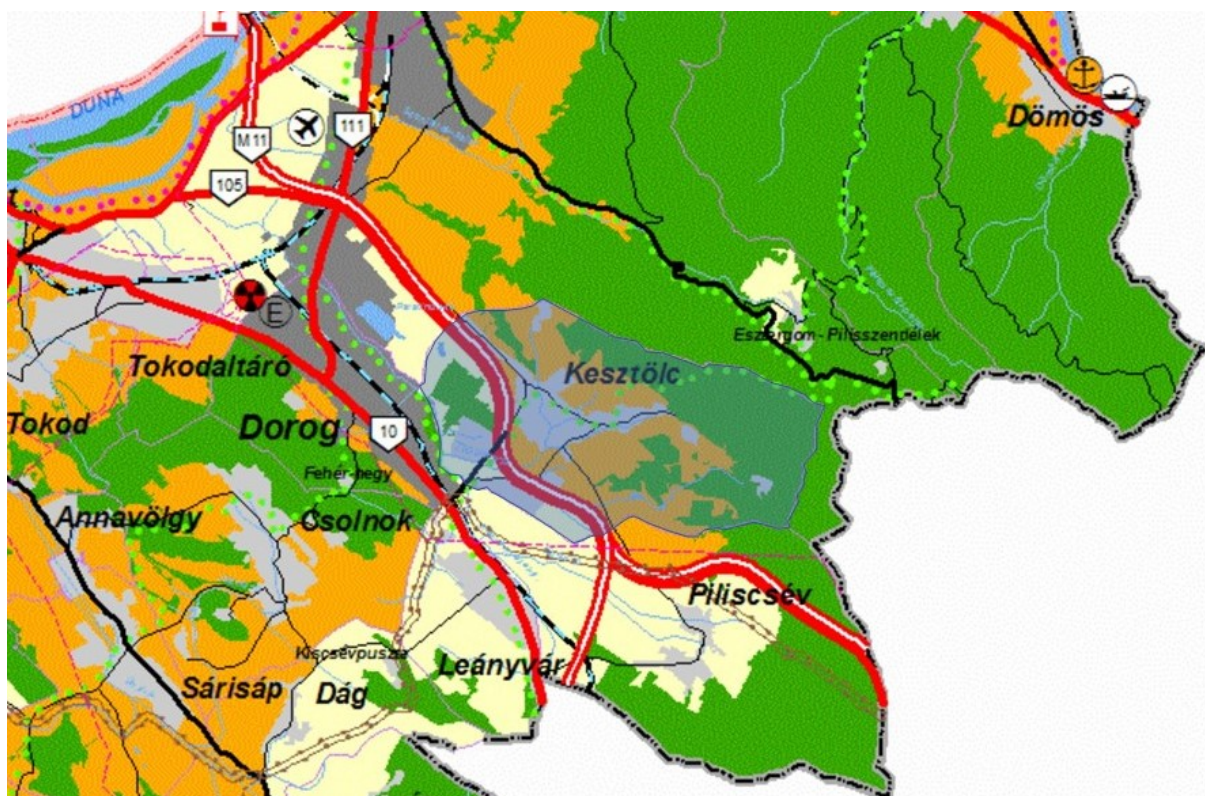 DUNA
M 11
111
105
Dömös
Esztergom - Pilisszentlélek
Kesztölc
E
Tokodaltáró
Tokod
Dorog
10
Fehér-hegy
Annavölgy
Csolnok
Piliscsév
Kiscsévpuszta
Leányvár
Sárisáp
Dág